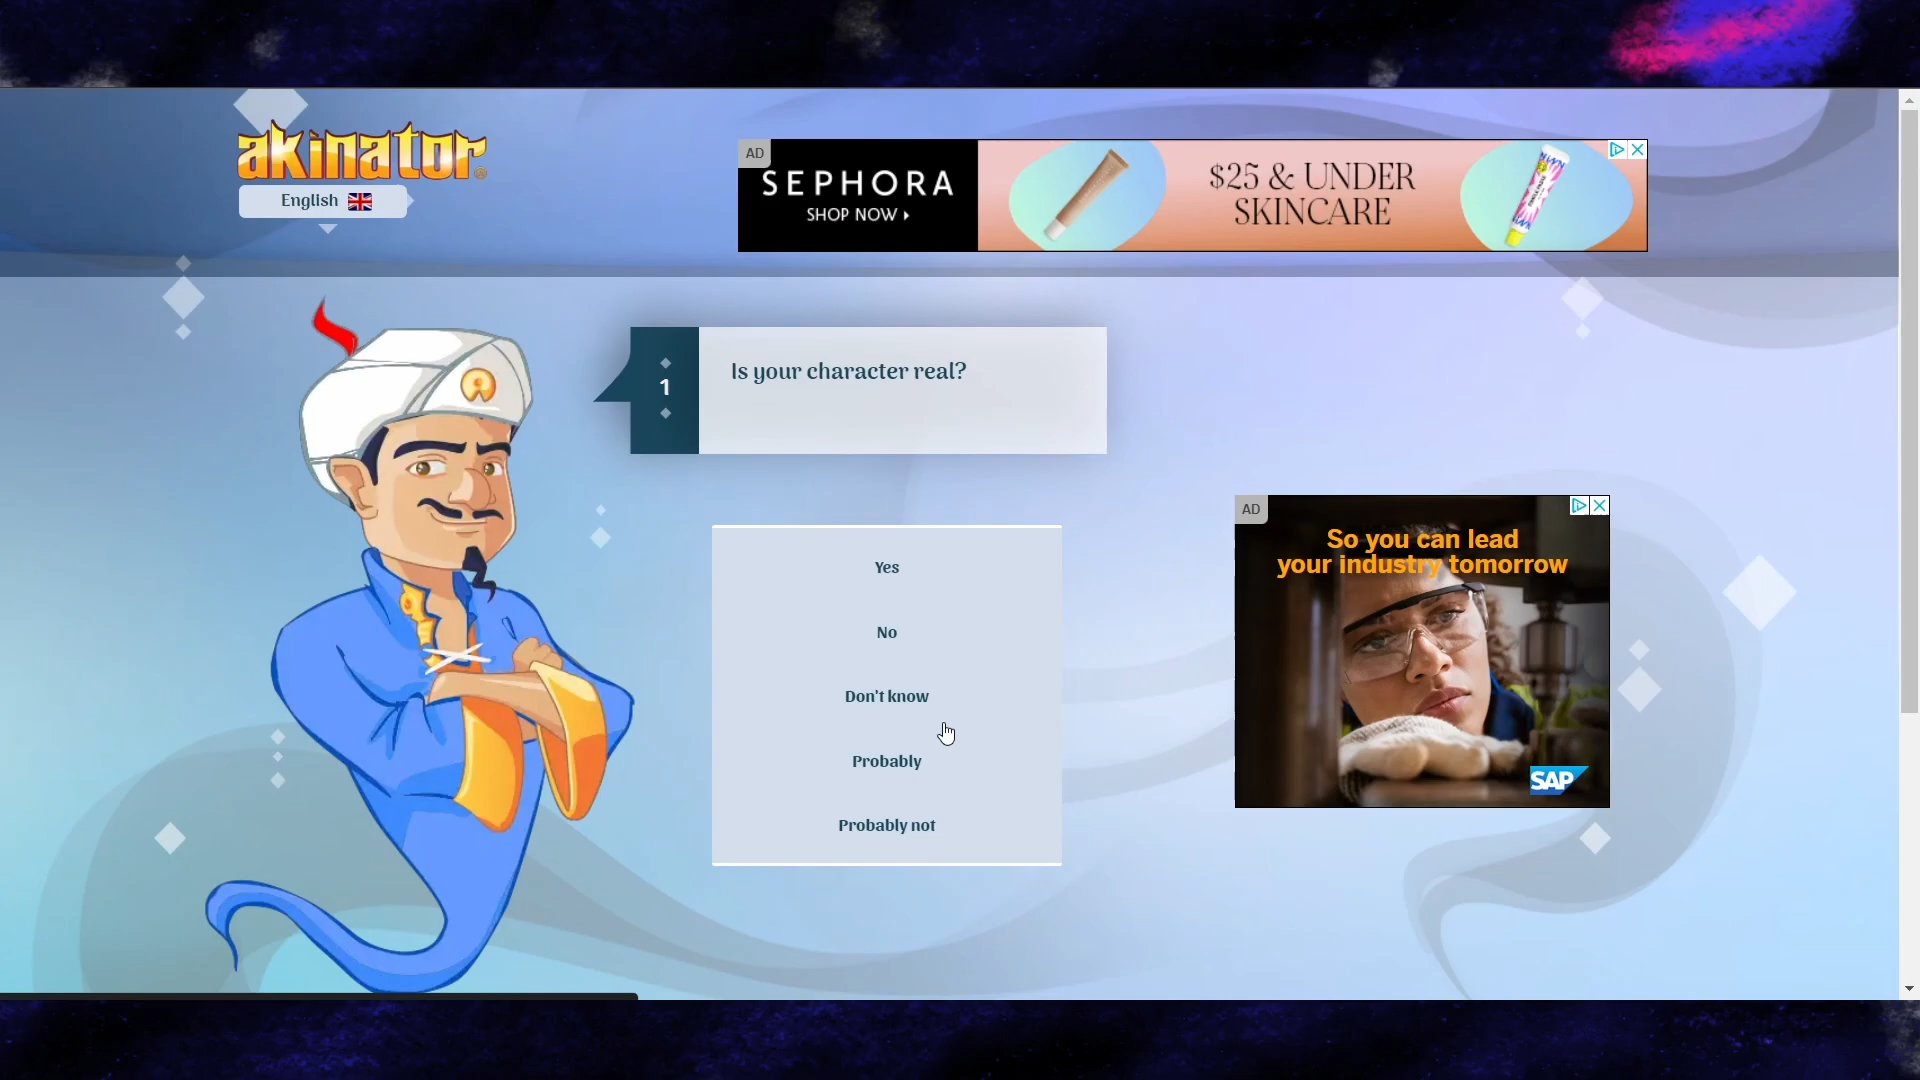 akinator
English
AD
SEPHORA
SHOP NOW
$25 & UNDER
SKINCARE
1
Is your character real?
Yes
No
Don't know
Probably
Probably not
AD
So you can lead
your industry tomorrow
SAP